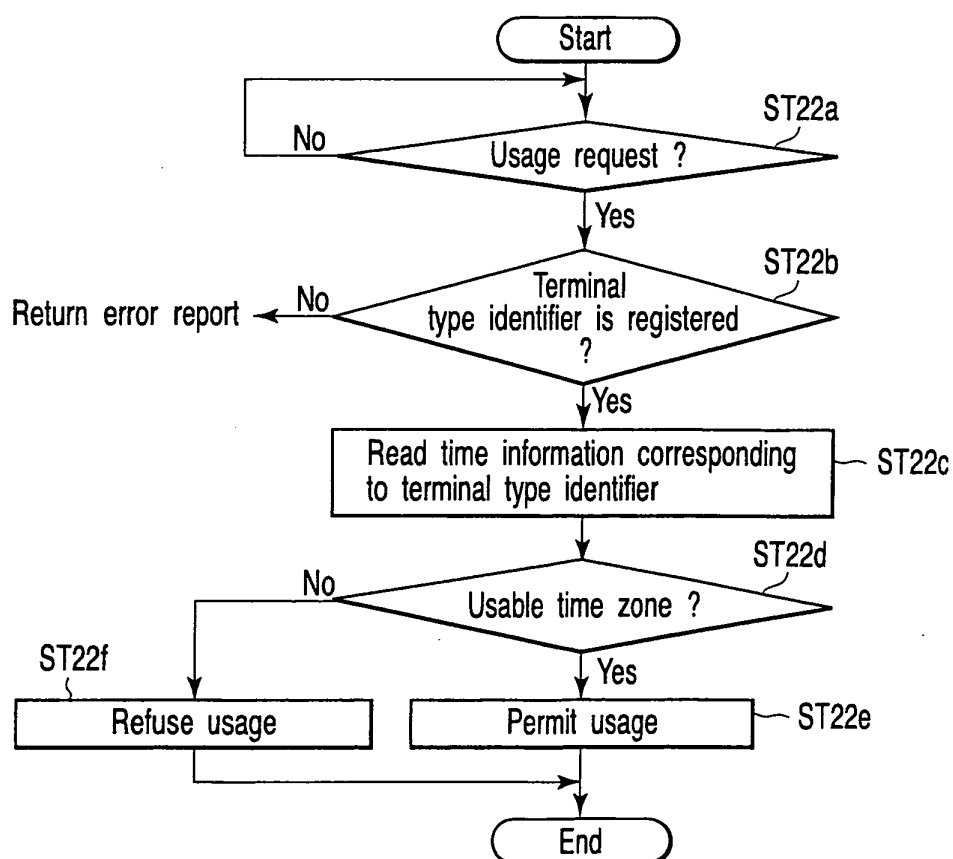 Start
ST22a
No
Usage request ?
Yes
ST22b
Terminal
No
Return error report
type identifier is registered
?
Yes
Read time information corresponding
to terminal type identifier
ST22c
ST22d
No
Usable time zone ?
Yes
ST22f
Refuse usage
Permit usage
ST22e
End